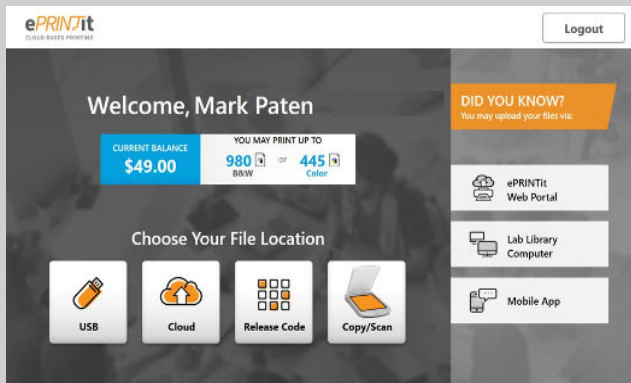 ePRINTit
CLOUD BASED PRINTING
Logout
Welcome, Mark Paten
CURRENT BALANCE
$49.00
YOU MAY PRINT UP TO
980 or 445
B&W Color
DID YOU KNOW?
You may upload your files via:
ePRINTit
Web Portal
Lab Library
Computer
Mobile App
Choose Your File Location
USB
Cloud
Release Code
Copy/Scan